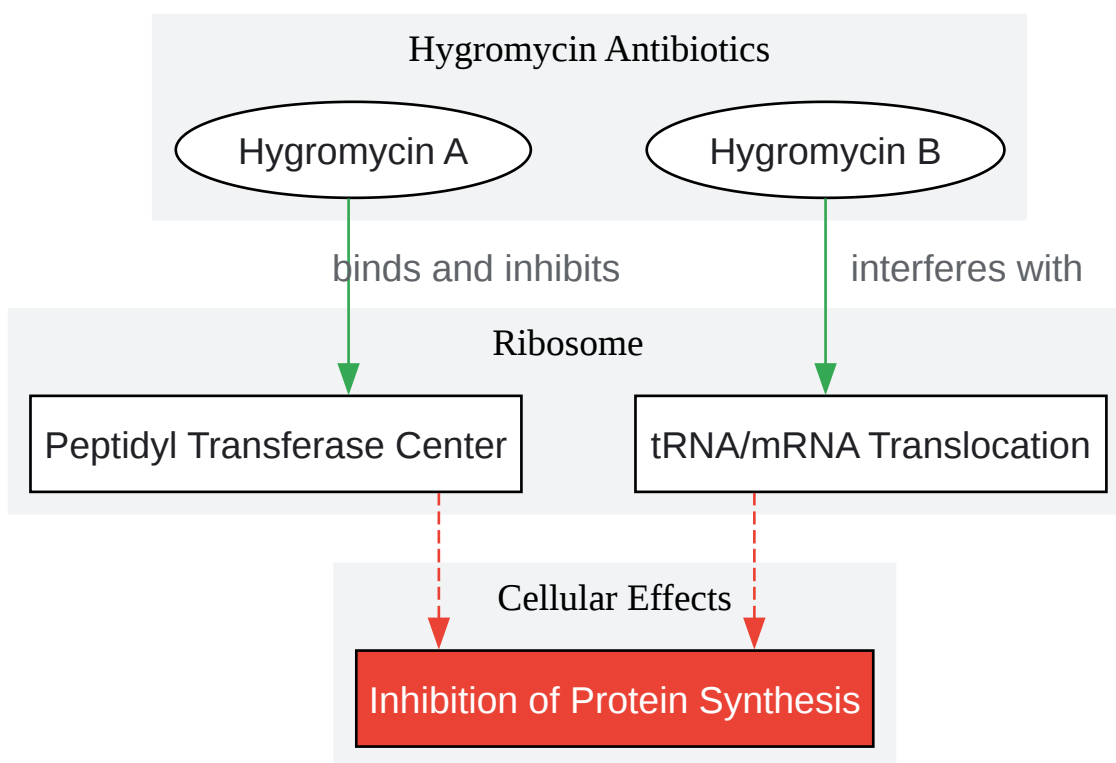 Hygromycin Antibiotics
Hygromycin A
Hygromycin B
binds and inhibits
interferes with
Ribosome
Peptidyl Transferase Center
tRNA/mRNA Translocation
Cellular Effects
Inhibition of Protein Synthesis